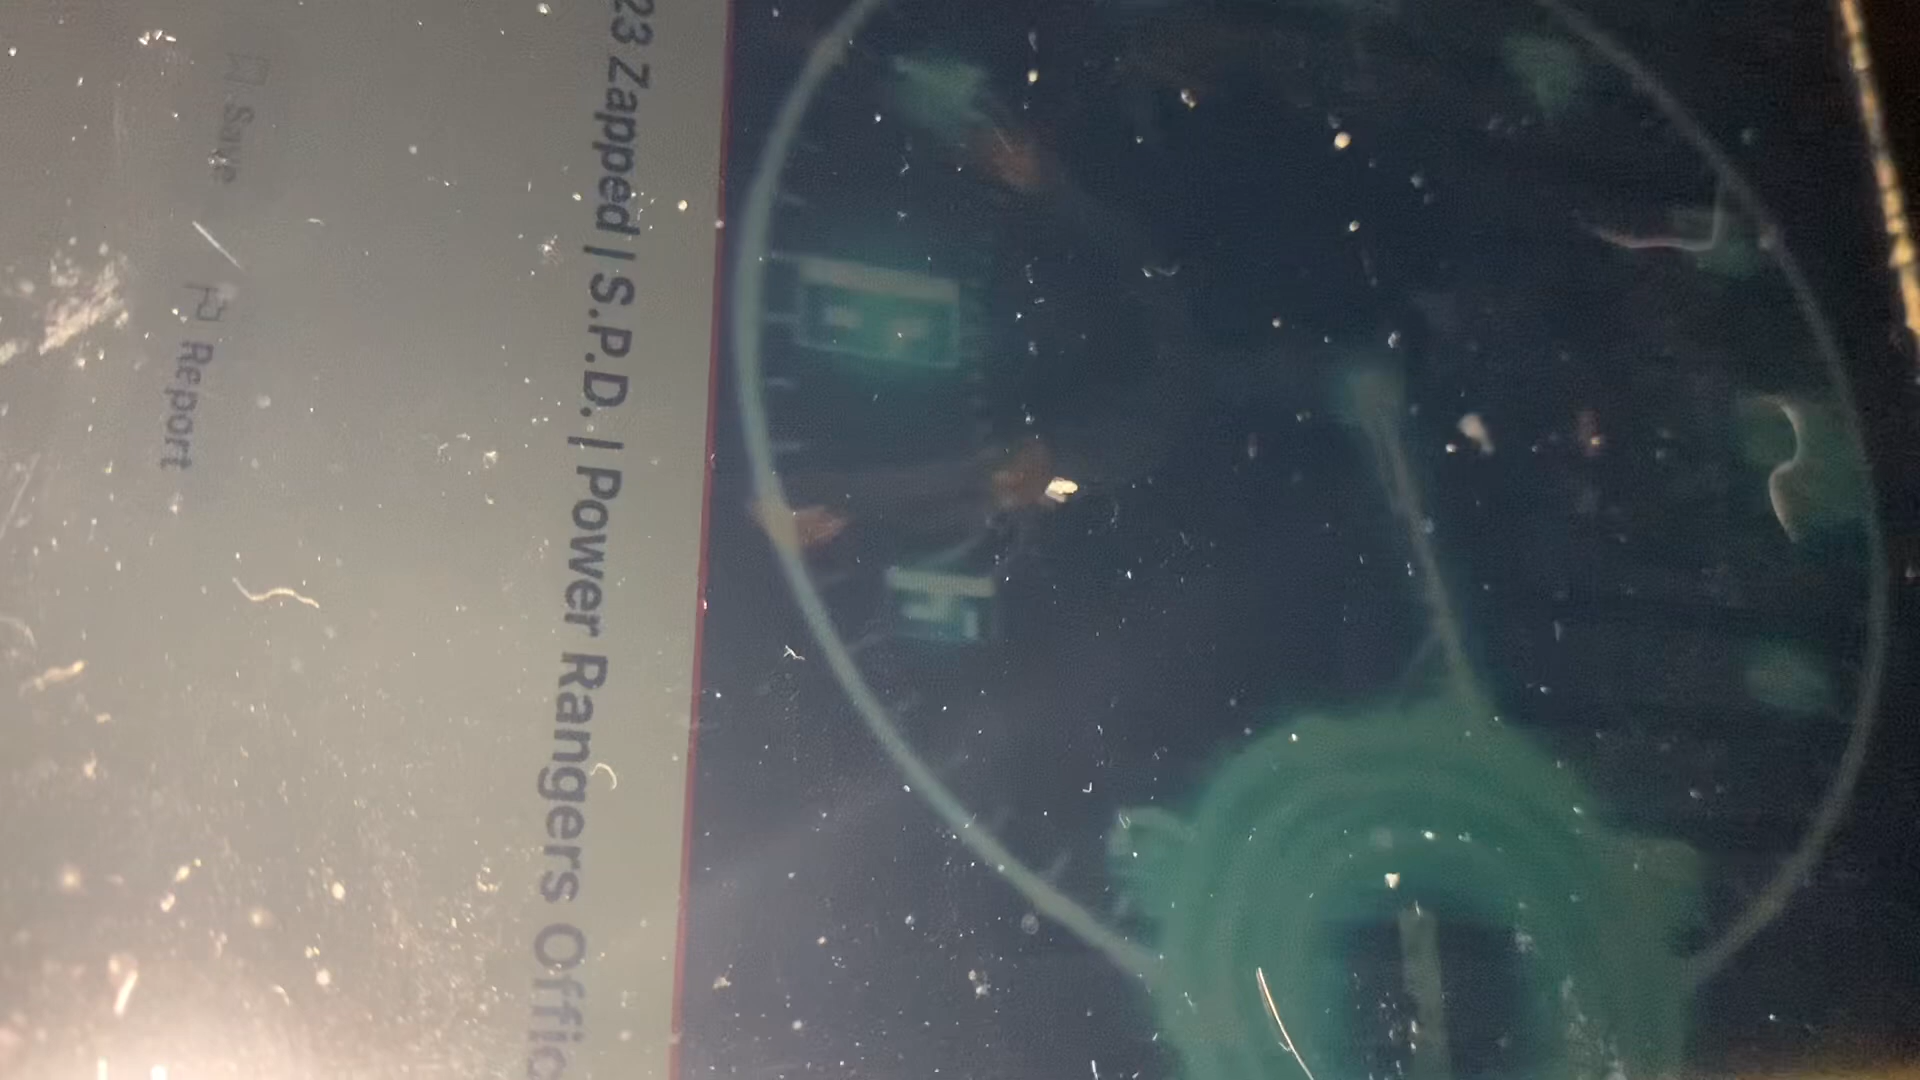 23 Zapped | S.P.D. | Power Rangers Offic
Save
Report